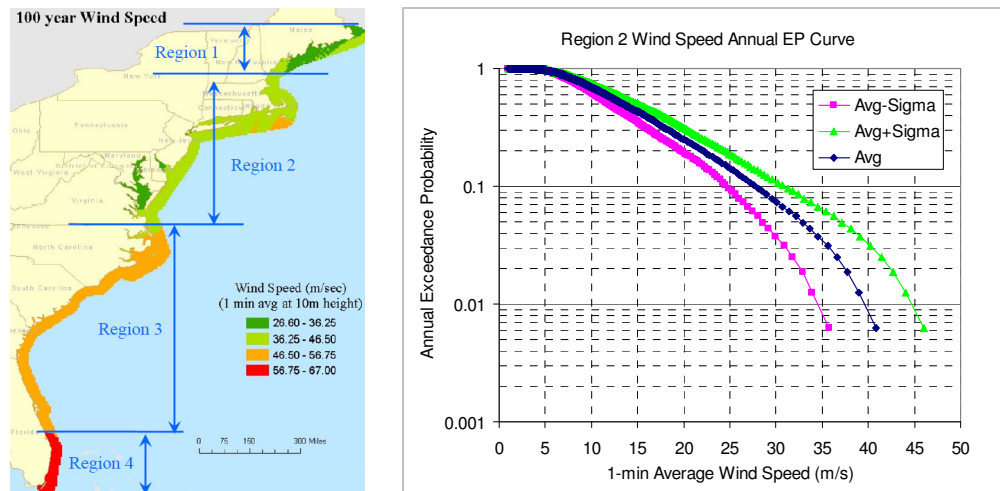 100 year Wind Speed
Maine
Vermont
Region 1
New Hampshire
New York
Massachusetts
Connecticut
Ohio
Pennsylvania
New Jersey
Region 2
Maryland
District of
West Virginia
Virginia
North Carolina
Wind Speed (m/sec)
(1 min avg at 10m height)
South Carolina
26.60 - 36.25
36.25 - 46.50
46.50 - 56.75
56.75 - 67.00
Region 3
Florida
0 75 150 300 Miles
Region 4
Region 2 Wind Speed Annual EP Curve
Annual Exceedance Probability
1
0.1
0.01
0.001
Avg-Sigma
Avg+Sigma
Avg
0 5 10 15 20 25 30 35 40 45 50
1-min Average Wind Speed (m/s)